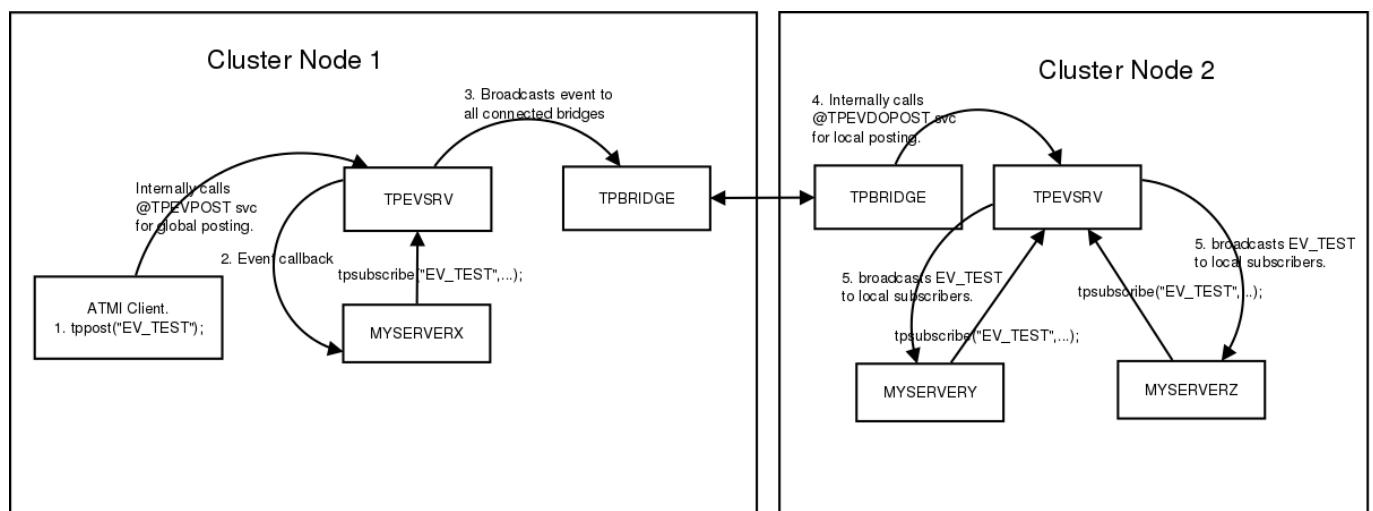 Cluster Node 1
3. Broadcasts event to
all connected bridges
Internally calls
@TPEVPOST svc
for global posting.
TPEVSRV
TPBRIDGE
2. Event callback
tpsubscribe("EV_TEST",...);
ATMI Client.
1. tppost("EV_TEST");
MYSERVERX
Cluster Node 2
4. Internally calls
@TPEVDOPOST svc
for local posting.
TPBRIDGE
TPEVSRV
5. broadcasts EV_TEST
to local subscribers.
5. broadcasts EV_TEST
to local subscribers.
tpsubscribe("EV_TEST",...);
tpsubscribe("EV_TEST",...);
MYSERVERY
MYSERVERZ